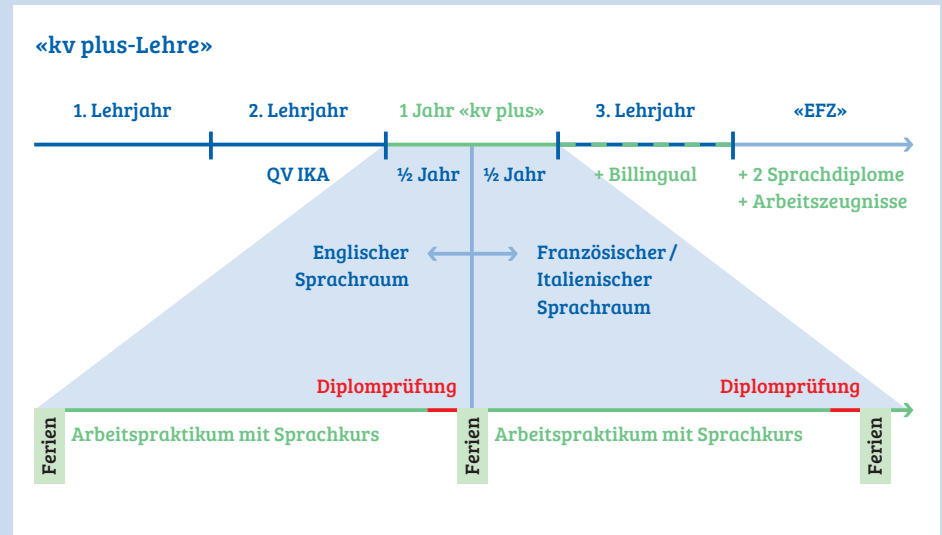 «kv plus-Lehre»
1. Lehrjahr
2. Lehrjahr
1 Jahr «kv plus»
3. Lehrjahr
«EFZ»
QV IKA
½ Jahr
½ Jahr
+ Billingual
+ 2 Sprachdiplome
+ Arbeitszeugnisse
Englischer
Sprachraum
Französischer /
Italienischer
Sprachraum
Diplomprüfung
Diplomprüfung
Ferien
Arbeitspraktikum mit Sprachkurs
Ferien
Arbeitspraktikum mit Sprachkurs
Ferien